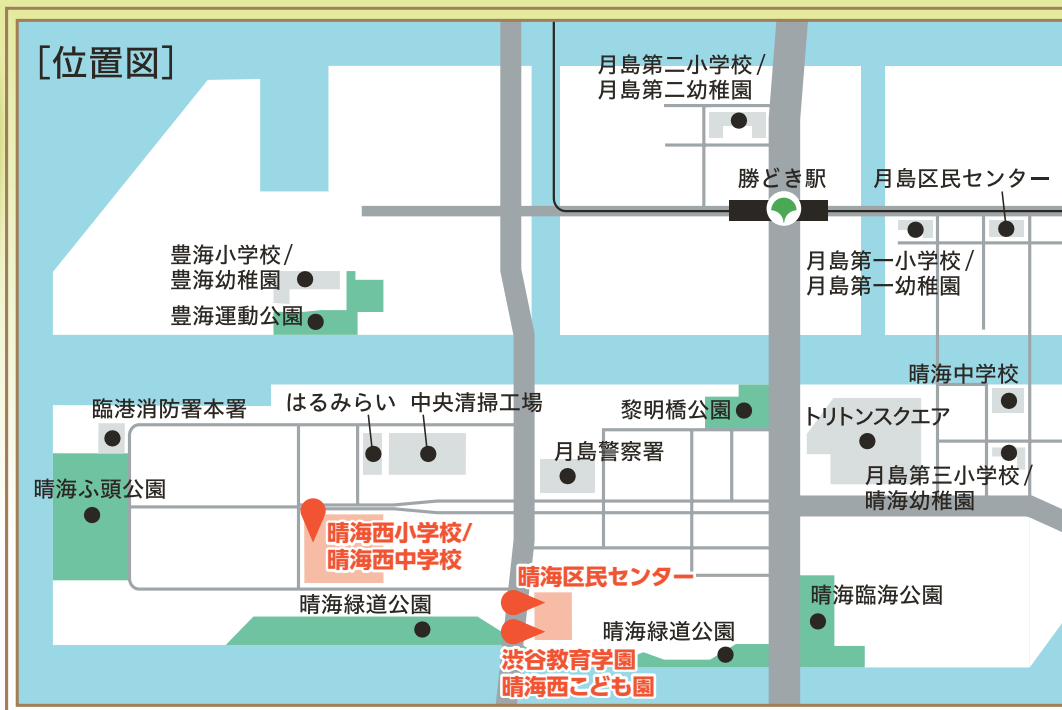 ［位置図］
月島第二小学校/
月島第二幼稚園
勝どき駅
月島区民センター
豊海小学校/
豊海幼稚園
豊海運動公園
月島第一小学校/
月島第一幼稚園
臨港消防署本署
はるみらい
中央清掃工場
黎明橋公園
晴海中学校
トリトンスクエア
月島警察署
月島第三小学校/
晴海幼稚園
晴海ふ頭公園
晴海西小学校/
晴海西中学校
晴海区民センター
晴海緑道公園
晴海臨海公園
晴海緑道公園
渋谷教育学園
晴海西こども園